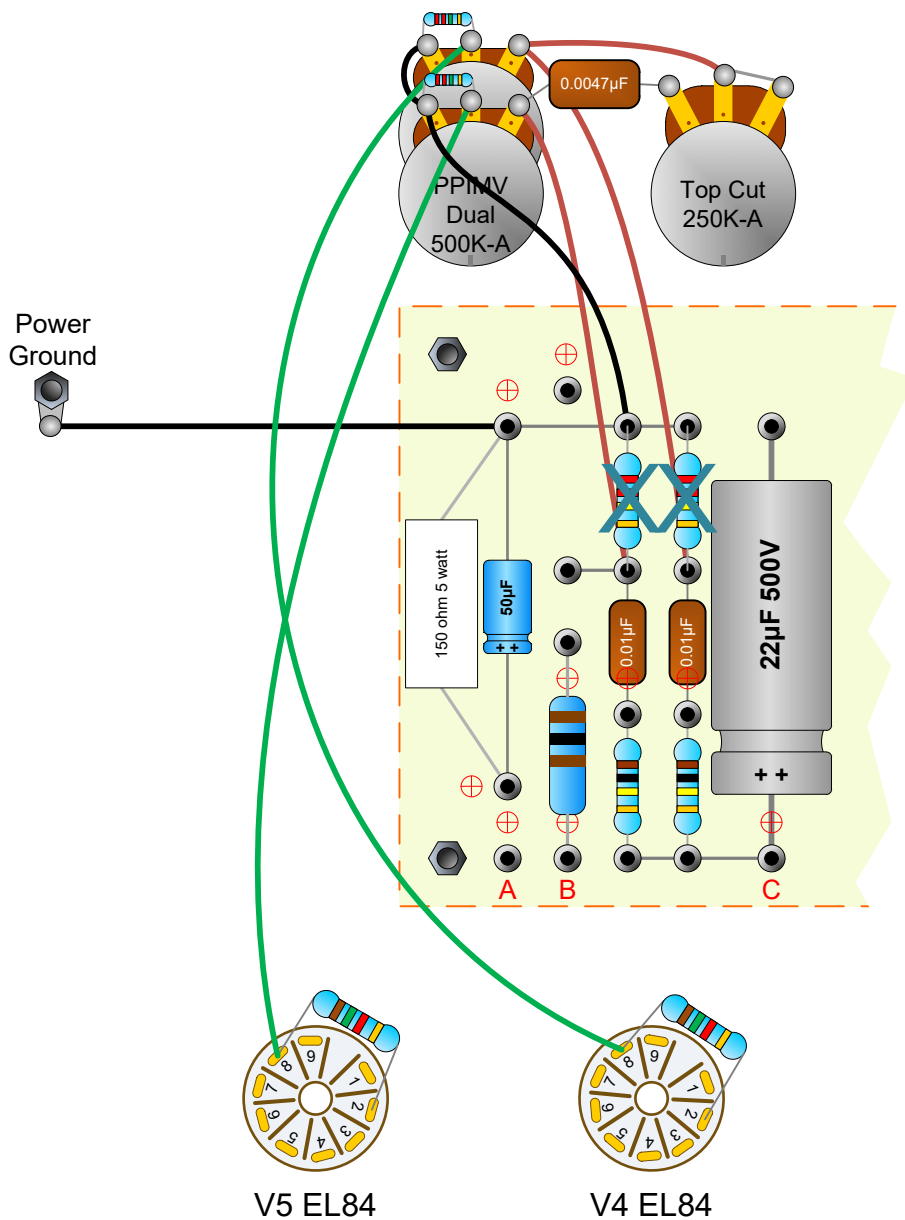 0.0047µF
PPIMV
Dual
500K-A
Top Cut
250K-A
Power
Ground
150 ohm 5 watt
50µF
+ +
0.01µF
0.01µF
22µF 500V
+ +
A
B
C
8
9
7
1
6
2
5
4
3
8
9
7
1
6
2
5
4
3
V5 EL84
V4 EL84